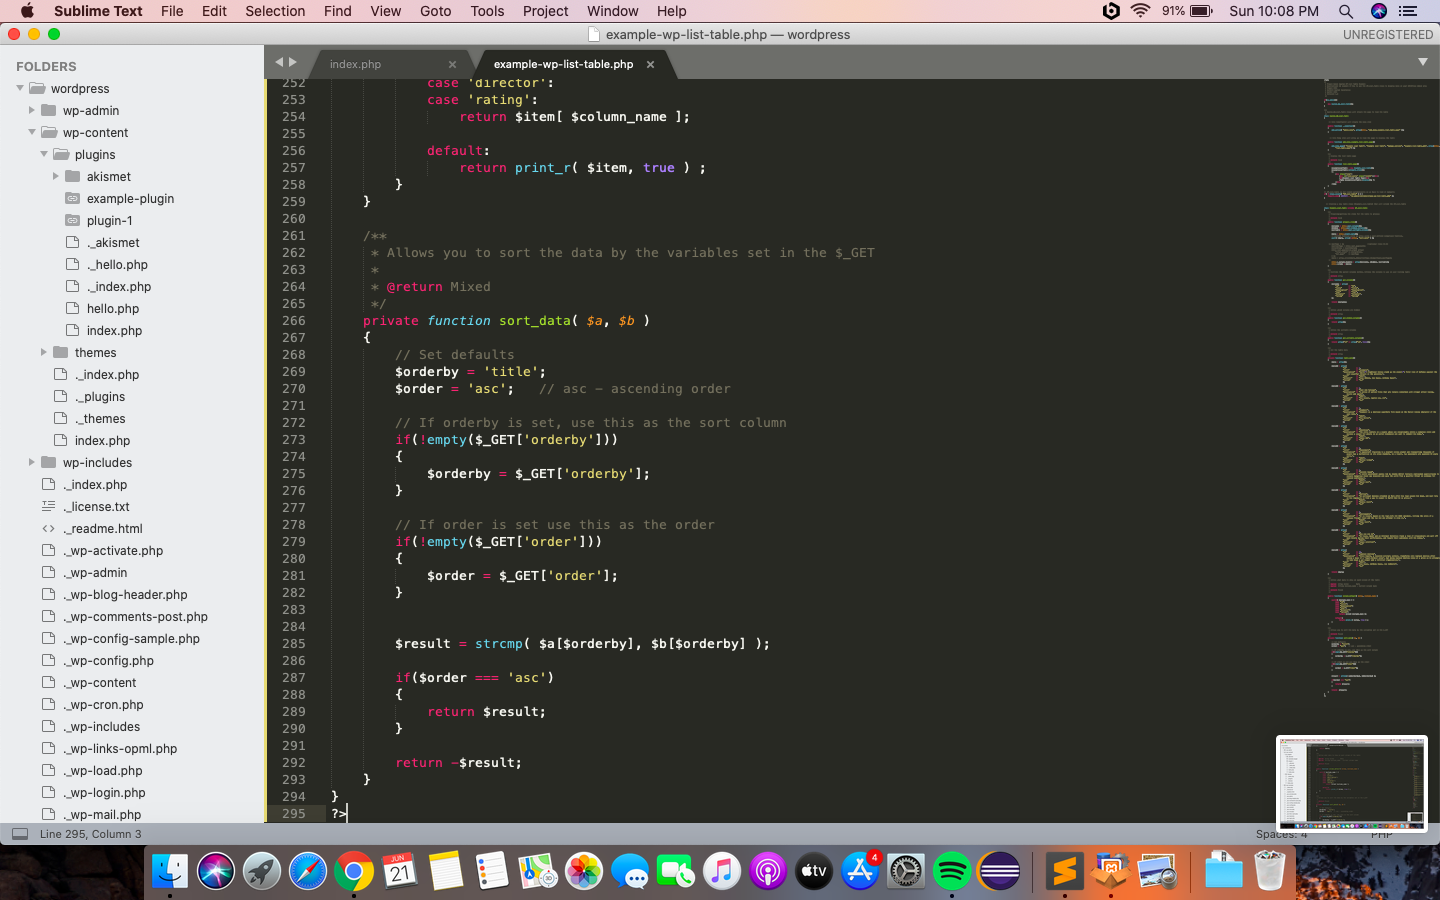 Sublime Text File Edit Selection Find View Goto Tools Project Window Help 91% Sun 10:08 PM
example-wp-list-table.php — wordpress UNREGISTERED
FOLDERS
wordpress
wp-admin
wp-content
plugins
akismet
example-plugin
plugin-1
._akismet
._hello.php
._index.php
hello.php
index.php
themes
._index.php
._plugins
._themes
index.php
wp-includes
._index.php
._license.txt
._readme.html
._wp-activate.php
._wp-admin
._wp-blog-header.php
._wp-comments-post.php
._wp-config-sample.php
._wp-config.php
._wp-content
._wp-cron.php
._wp-includes
._wp-links-opml.php
._wp-load.php
._wp-login.php
._wp-mail.php
index.php example-wp-list-table.php
252 case 'director':
253 case 'rating':
254 return $item[ $column_name ];
255
256 default:
257 return print_r( $item, true ) ;
258 }
259 }
260
261 /**
262 * Allows you to sort the data by the variables set in the $_GET
263 *
264 * @return Mixed
265 */
266 private function sort_data( $a, $b )
267 {
268 // Set defaults
269 $orderby = 'title';
270 $order = 'asc'; // asc – ascending order
271
272 // If orderby is set, use this as the sort column
273 if(!empty($_GET['orderby']))
274 {
275 $orderby = $_GET['orderby'];
276 }
277
278 // If order is set use this as the order
279 if(!empty($_GET['order']))
280 {
281 $order = $_GET['order'];
282 }
283
284
285 $result = strcmp( $a[$orderby], $b[$orderby] );
286
287 if($order === 'asc')
288 {
289 return $result;
290 }
291
292 return -$result;
293 }
294 }
295 ?>
Line 295, Column 3 Spaces: 4 PHP
JUN
21
tv
4